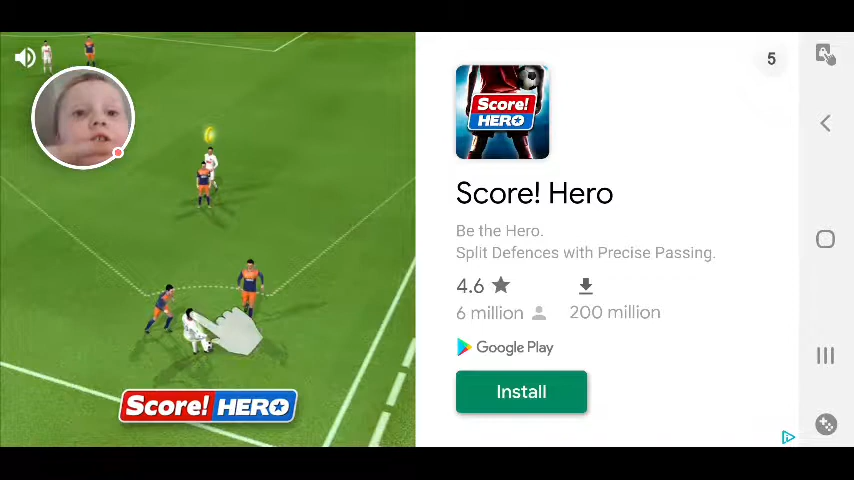 Score!
HERO
5
Score! Hero
Be the Hero.
Split Defences with Precise Passing.
4.6
6 million
200 million
Google Play
Install
Score! HERO